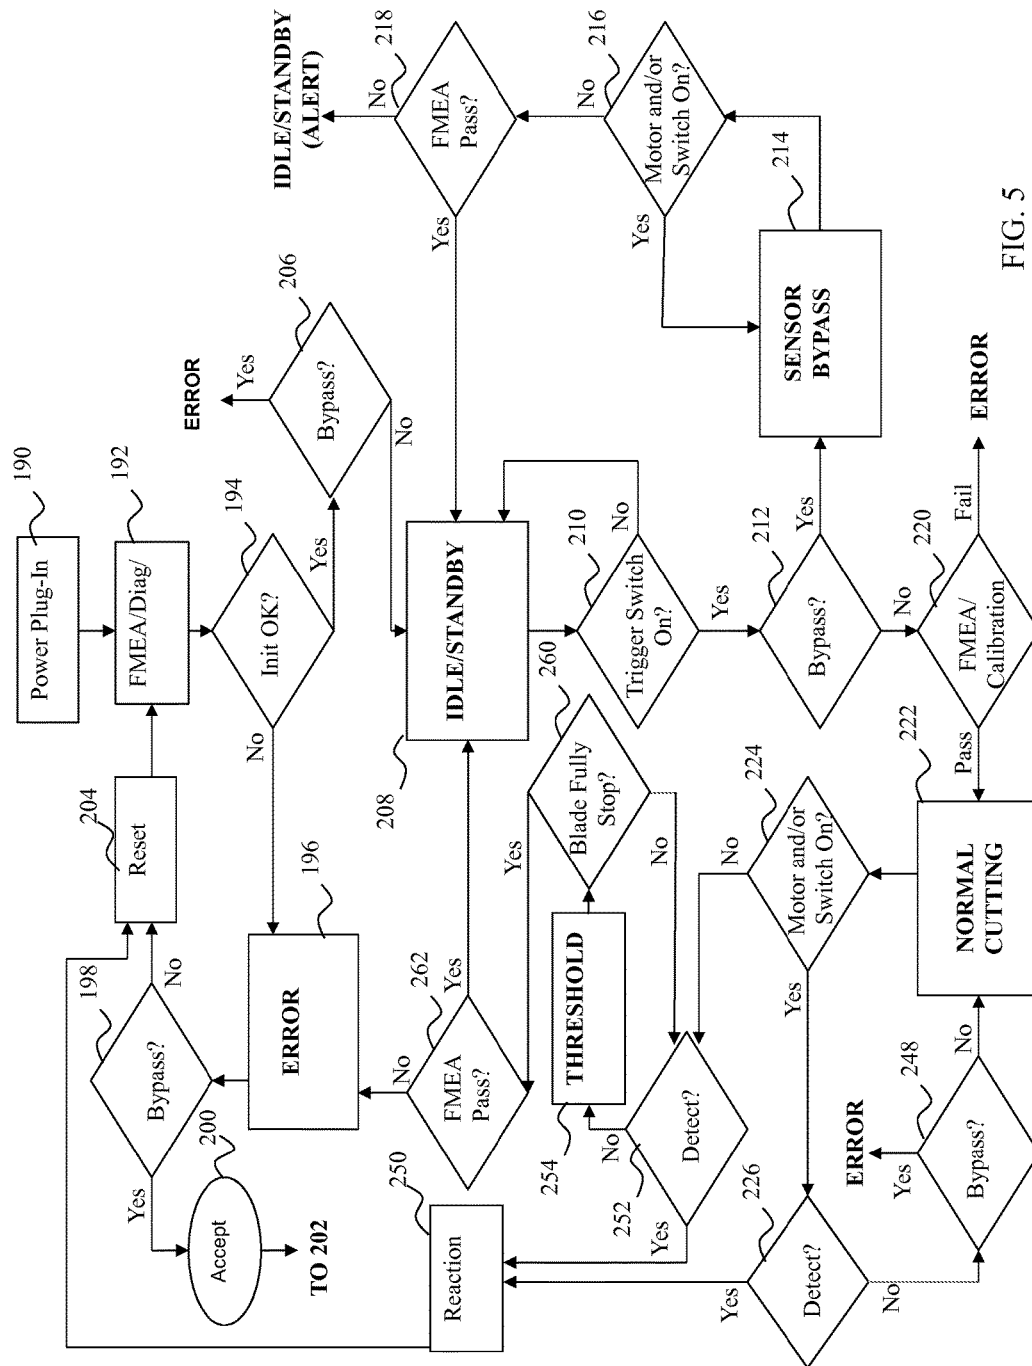 Power Plug-In
190
FMEA/Diag/
192
Init OK?
194
Yes
No
Reset
204
ERROR
196
Bypass?
198
No
Yes
Accept
200
TO 202
Bypass?
206
Yes
ERROR
No
IDLE/STANDBY
208
Trigger Switch
On?
210
No
Yes
Bypass?
212
Yes
No
SENSOR
BYPASS
214
Motor and/or
Switch On?
216
Yes
No
FMEA
Pass?
218
Yes
No
IDLE/STANDBY
(ALERT)
FMEA/
Calibration
220
Fail
ERROR
Pass
NORMAL
CUTTING
222
Motor and/or
Switch On?
224
No
Yes
Detect?
226
Yes
No
Bypass?
248
Yes
ERROR
No
Reaction
250
Detect?
252
Yes
No
THRESHOLD
254
Blade Fully
Stop?
260
Yes
No
FMEA
Pass?
262
Yes
No
FIG. 5